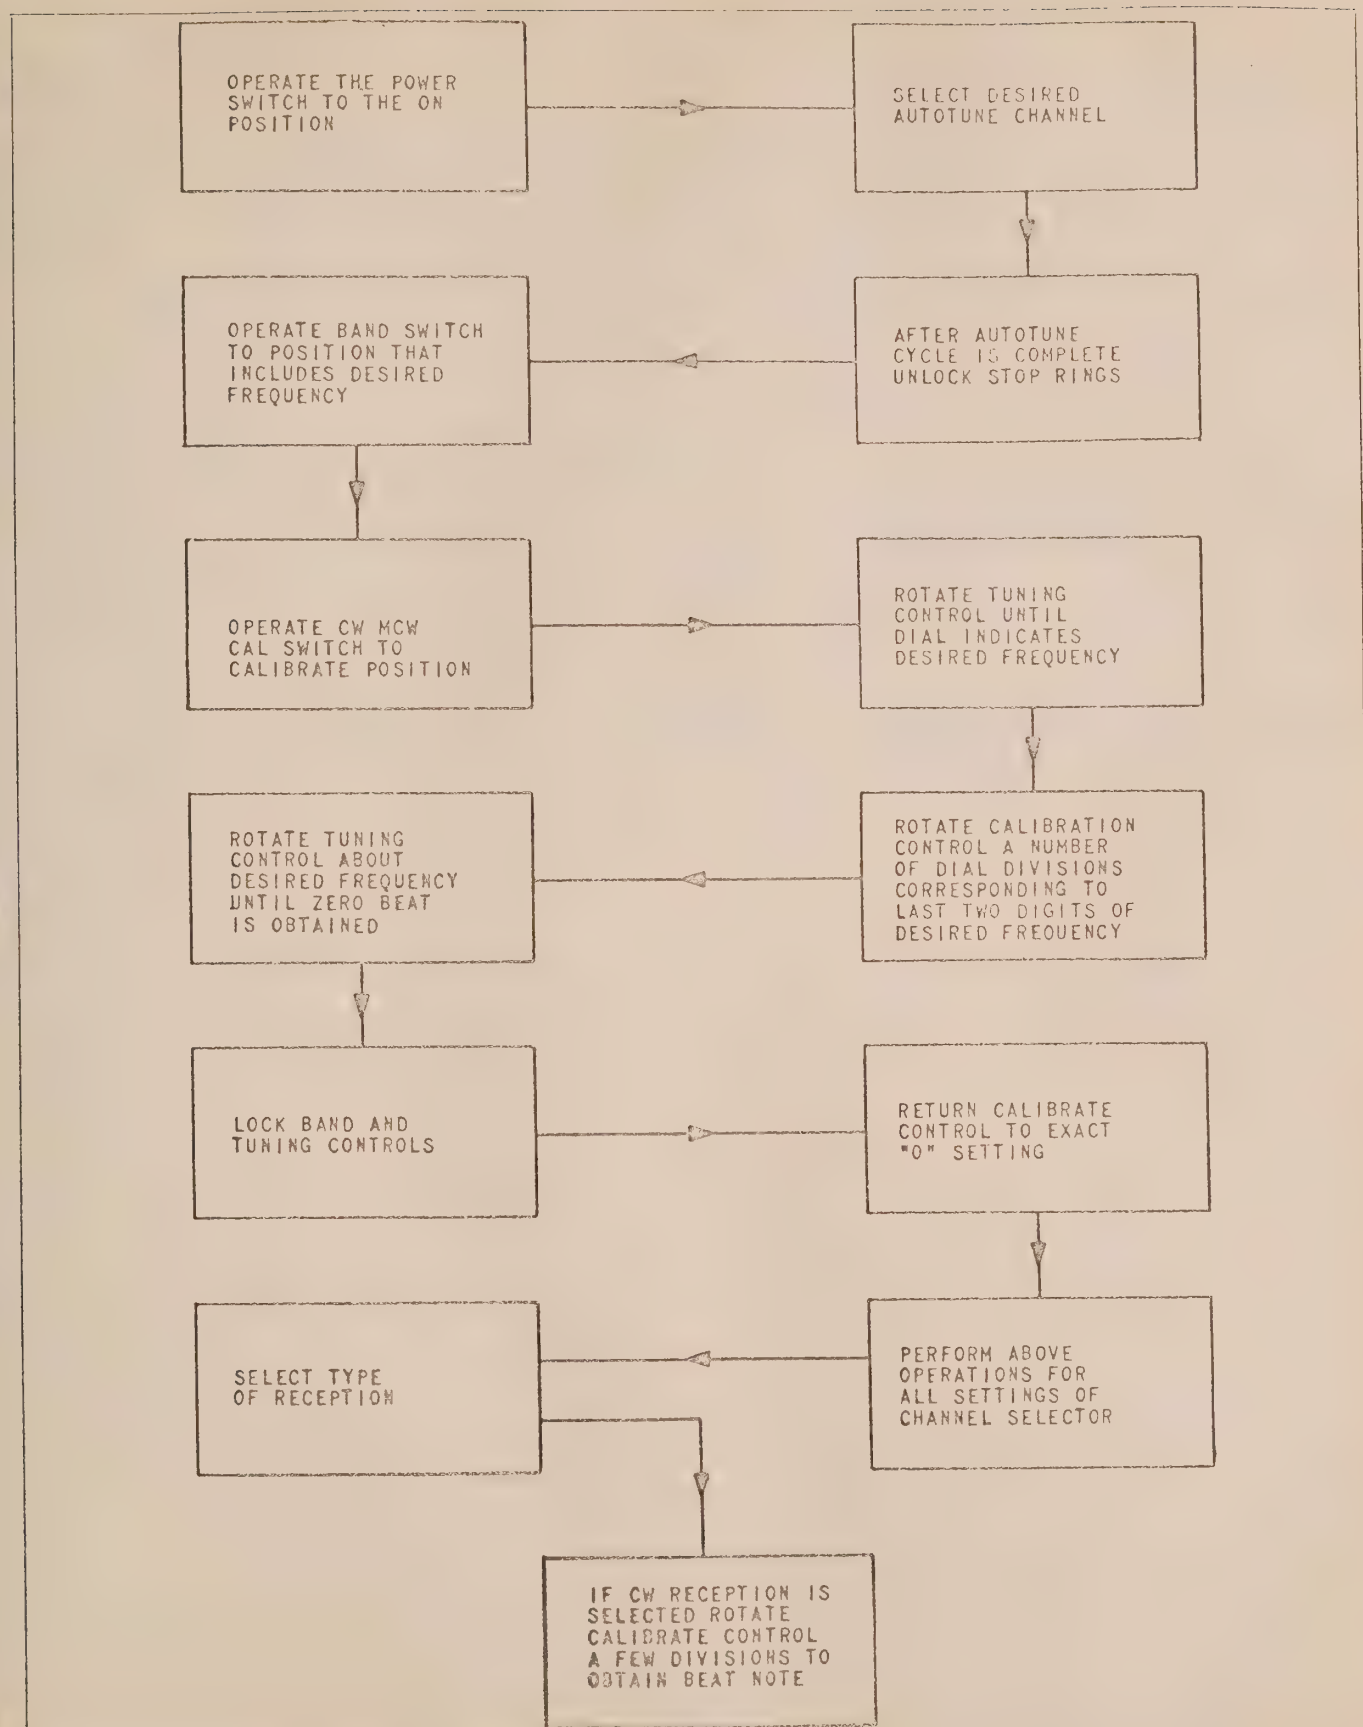 OPERATE THE POWER
SWITCH TO THE ON
POSITION
SELECT DESIRED
AUTOTUNE CHANNEL
AFTER AUTOTUNE
CYCLE IS COMPLETE
UNLOCK STOP RINGS
OPERATE BAND SWITCH
TO POSITION THAT
INCLUDES DESIRED
FREQUENCY
OPERATE CW MCW
CAL SWITCH TO
CALIBRATE POSITION
ROTATE TUNING
CONTROL UNTIL
DIAL INDICATES
DESIRED FREQUENCY
ROTATE CALIBRATION
CONTROL A NUMBER
OF DIAL DIVISIONS
CORRESPONDING TO
LAST TWO DIGITS OF
DESIRED FREQUENCY
ROTATE TUNING
CONTROL ABOUT
DESIRED FREQUENCY
UNTIL ZERO BEAT
IS OBTAINED
LOCK BAND AND
TUNING CONTROLS
RETURN CALIBRATE
CONTROL TO EXACT
"0" SETTING
PERFORM ABOVE
OPERATIONS FOR
ALL SETTINGS OF
CHANNEL SELECTOR
SELECT TYPE
OF RECEPTION
IF CW RECEPTION IS
SELECTED ROTATE
CALIBRATE CONTROL
A FEW DIVISIONS TO
OBTAIN BEAT NOTE